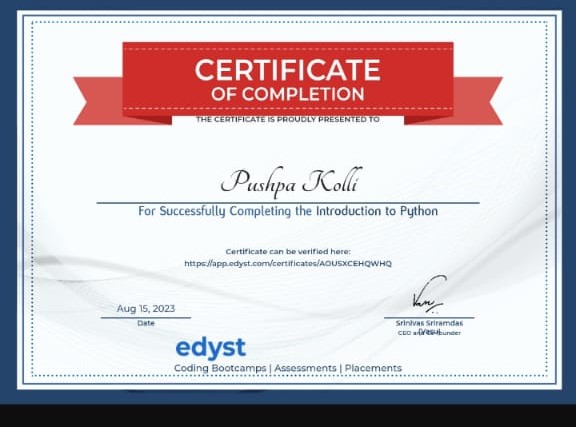 CERTIFICATE
OF COMPLETION
THE CERTIFICATE IS PROUDLY PRESENTED TO
Pushpa Kolli
For Successfully Completing the Introduction to Python
Certificate can be verified here:
https://app.edyst.com/certificates/AOUSXCEHQWHQ
Aug 15, 2023
Date
Srinivas Sriramdas
(Vasu)
CEO and Co-founder
edyst
Coding Bootcamps | Assessments | Placements